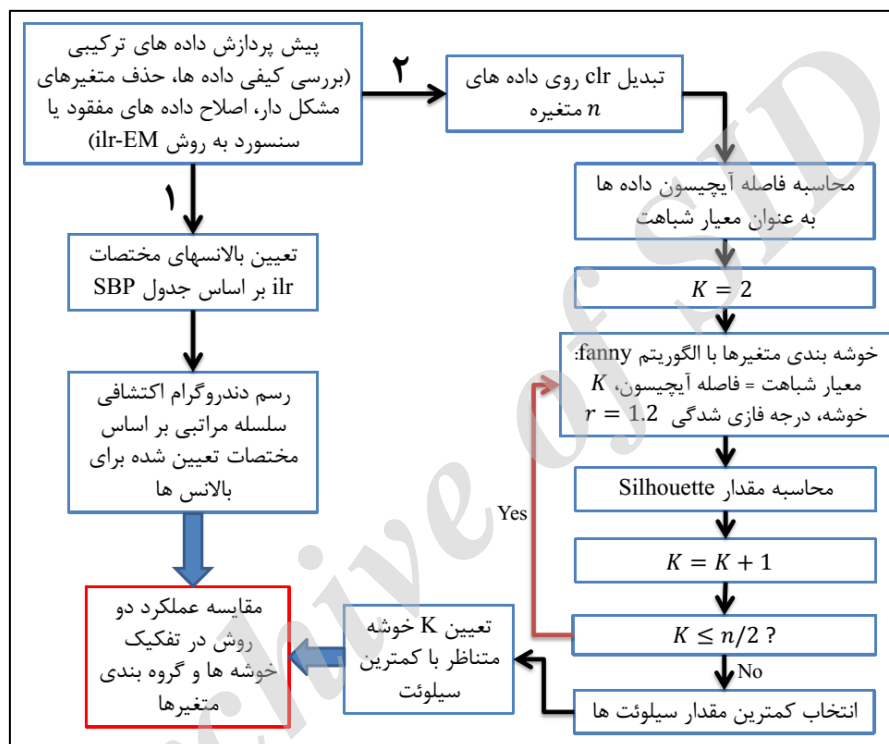 پیش پردازش داده های ترکیبی
(بررسی کیفی داده ها، حذف متغیرهای
مشکل دار، اصلاح داده های مفقود یا
سنسورد به روش ilr-EM)
۲
تبدیل clr روی داده های
n متغیره
۱
محاسبه فاصله آیچیسون داده ها
به عنوان معیار شباهت
تعیین بالانسهای مختصات
ilr بر اساس جدول SBP
K = 2
خوشه بندی متغیرها با الگوریتم fanny:
معیار شباهت = فاصله آیچیسون، K
خوشه، درجه فازی شدگی r = 1.2
رسم دندروگرام اکتشافی
سلسله مراتبی بر اساس
مختصات تعیین شده برای
بالانس ها
محاسبه مقدار Silhouette
Yes
K = K + 1
K ≤ n/2 ?
No
انتخاب کمترین مقدار سیلوئت ها
تعیین K خوشه
متناظر با کمترین
سیلوئت
مقایسه عملکرد دو
روش در تفکیک
خوشه ها و گروه بندی
متغیرها
Archive of SID